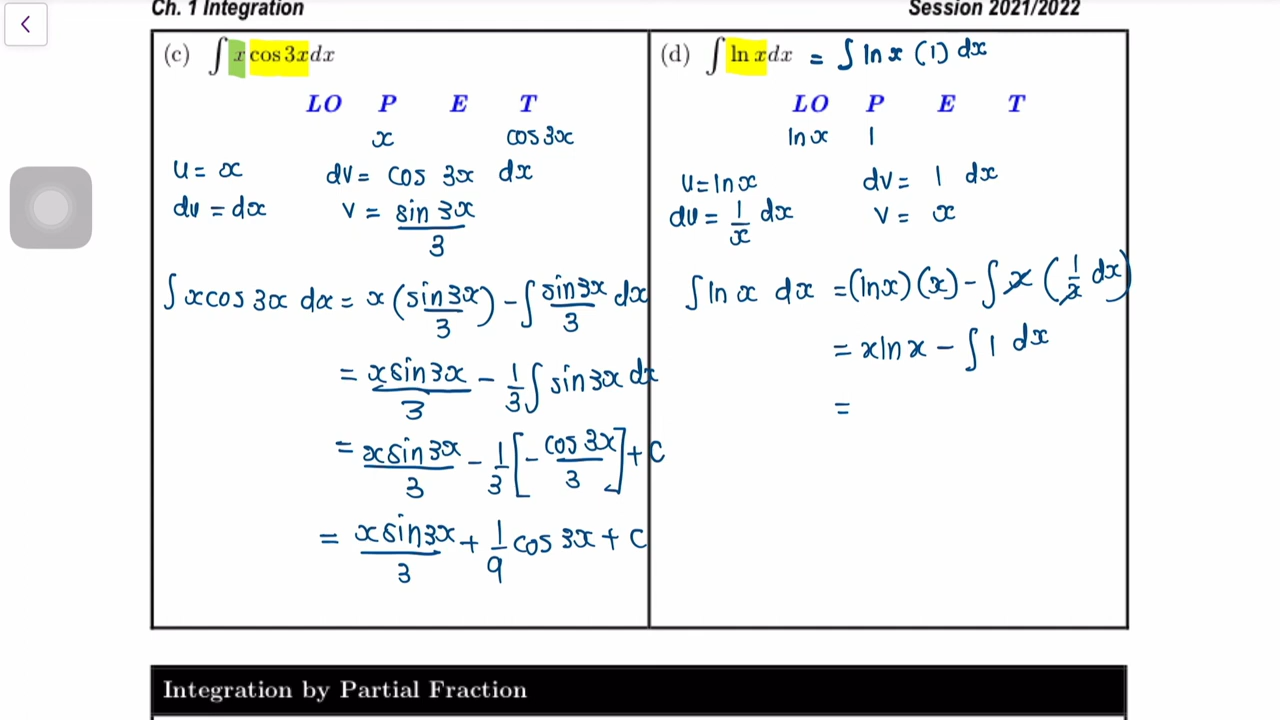 Ch. 1 Integration
Session 2021/2022
(c) ∫ x cos 3x dx
LO P E T
x cos 3x
u = x dv = cos 3x dx
du = dx v = sin 3x / 3
∫ x cos 3x dx = x (sin 3x / 3) - ∫ sin 3x / 3 dx
= x sin 3x / 3 - 1/3 ∫ sin 3x dx
= x sin 3x / 3 - 1/3 [- cos 3x / 3] + C
= x sin 3x / 3 + 1/9 cos 3x + C
(d) ∫ ln x dx = ∫ ln x (1) dx
LO P E T
ln x 1
u = ln x dv = 1 dx
du = 1/x dx v = x
∫ ln x dx = (ln x)(x) - ∫ x (1/x dx)
= x ln x - ∫ 1 dx
=
Integration by Partial Fraction